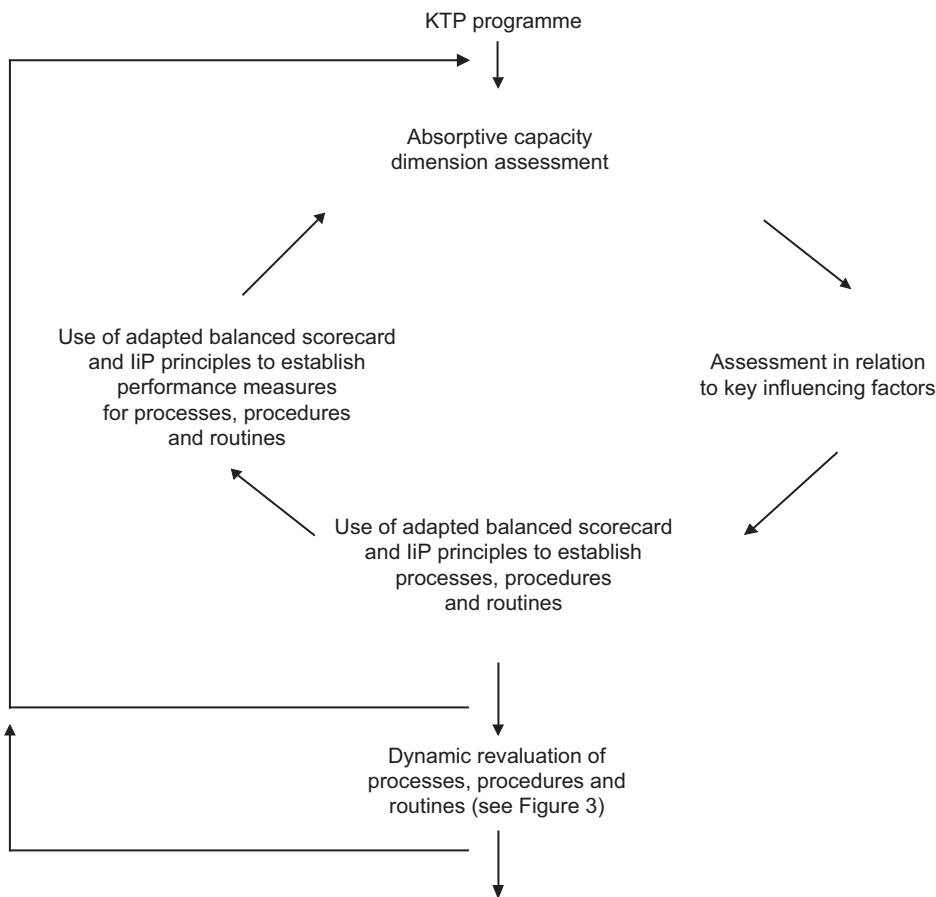 KTP programme
Absorptive capacity
dimension assessment
Use of adapted balanced scorecard
and IiP principles to establish
performance measures
for processes, procedures
and routines
Assessment in relation
to key influencing factors
Use of adapted balanced scorecard
and IiP principles to establish
processes, procedures
and routines
Dynamic revaluation of
processes, procedures and
routines (see Figure 3)